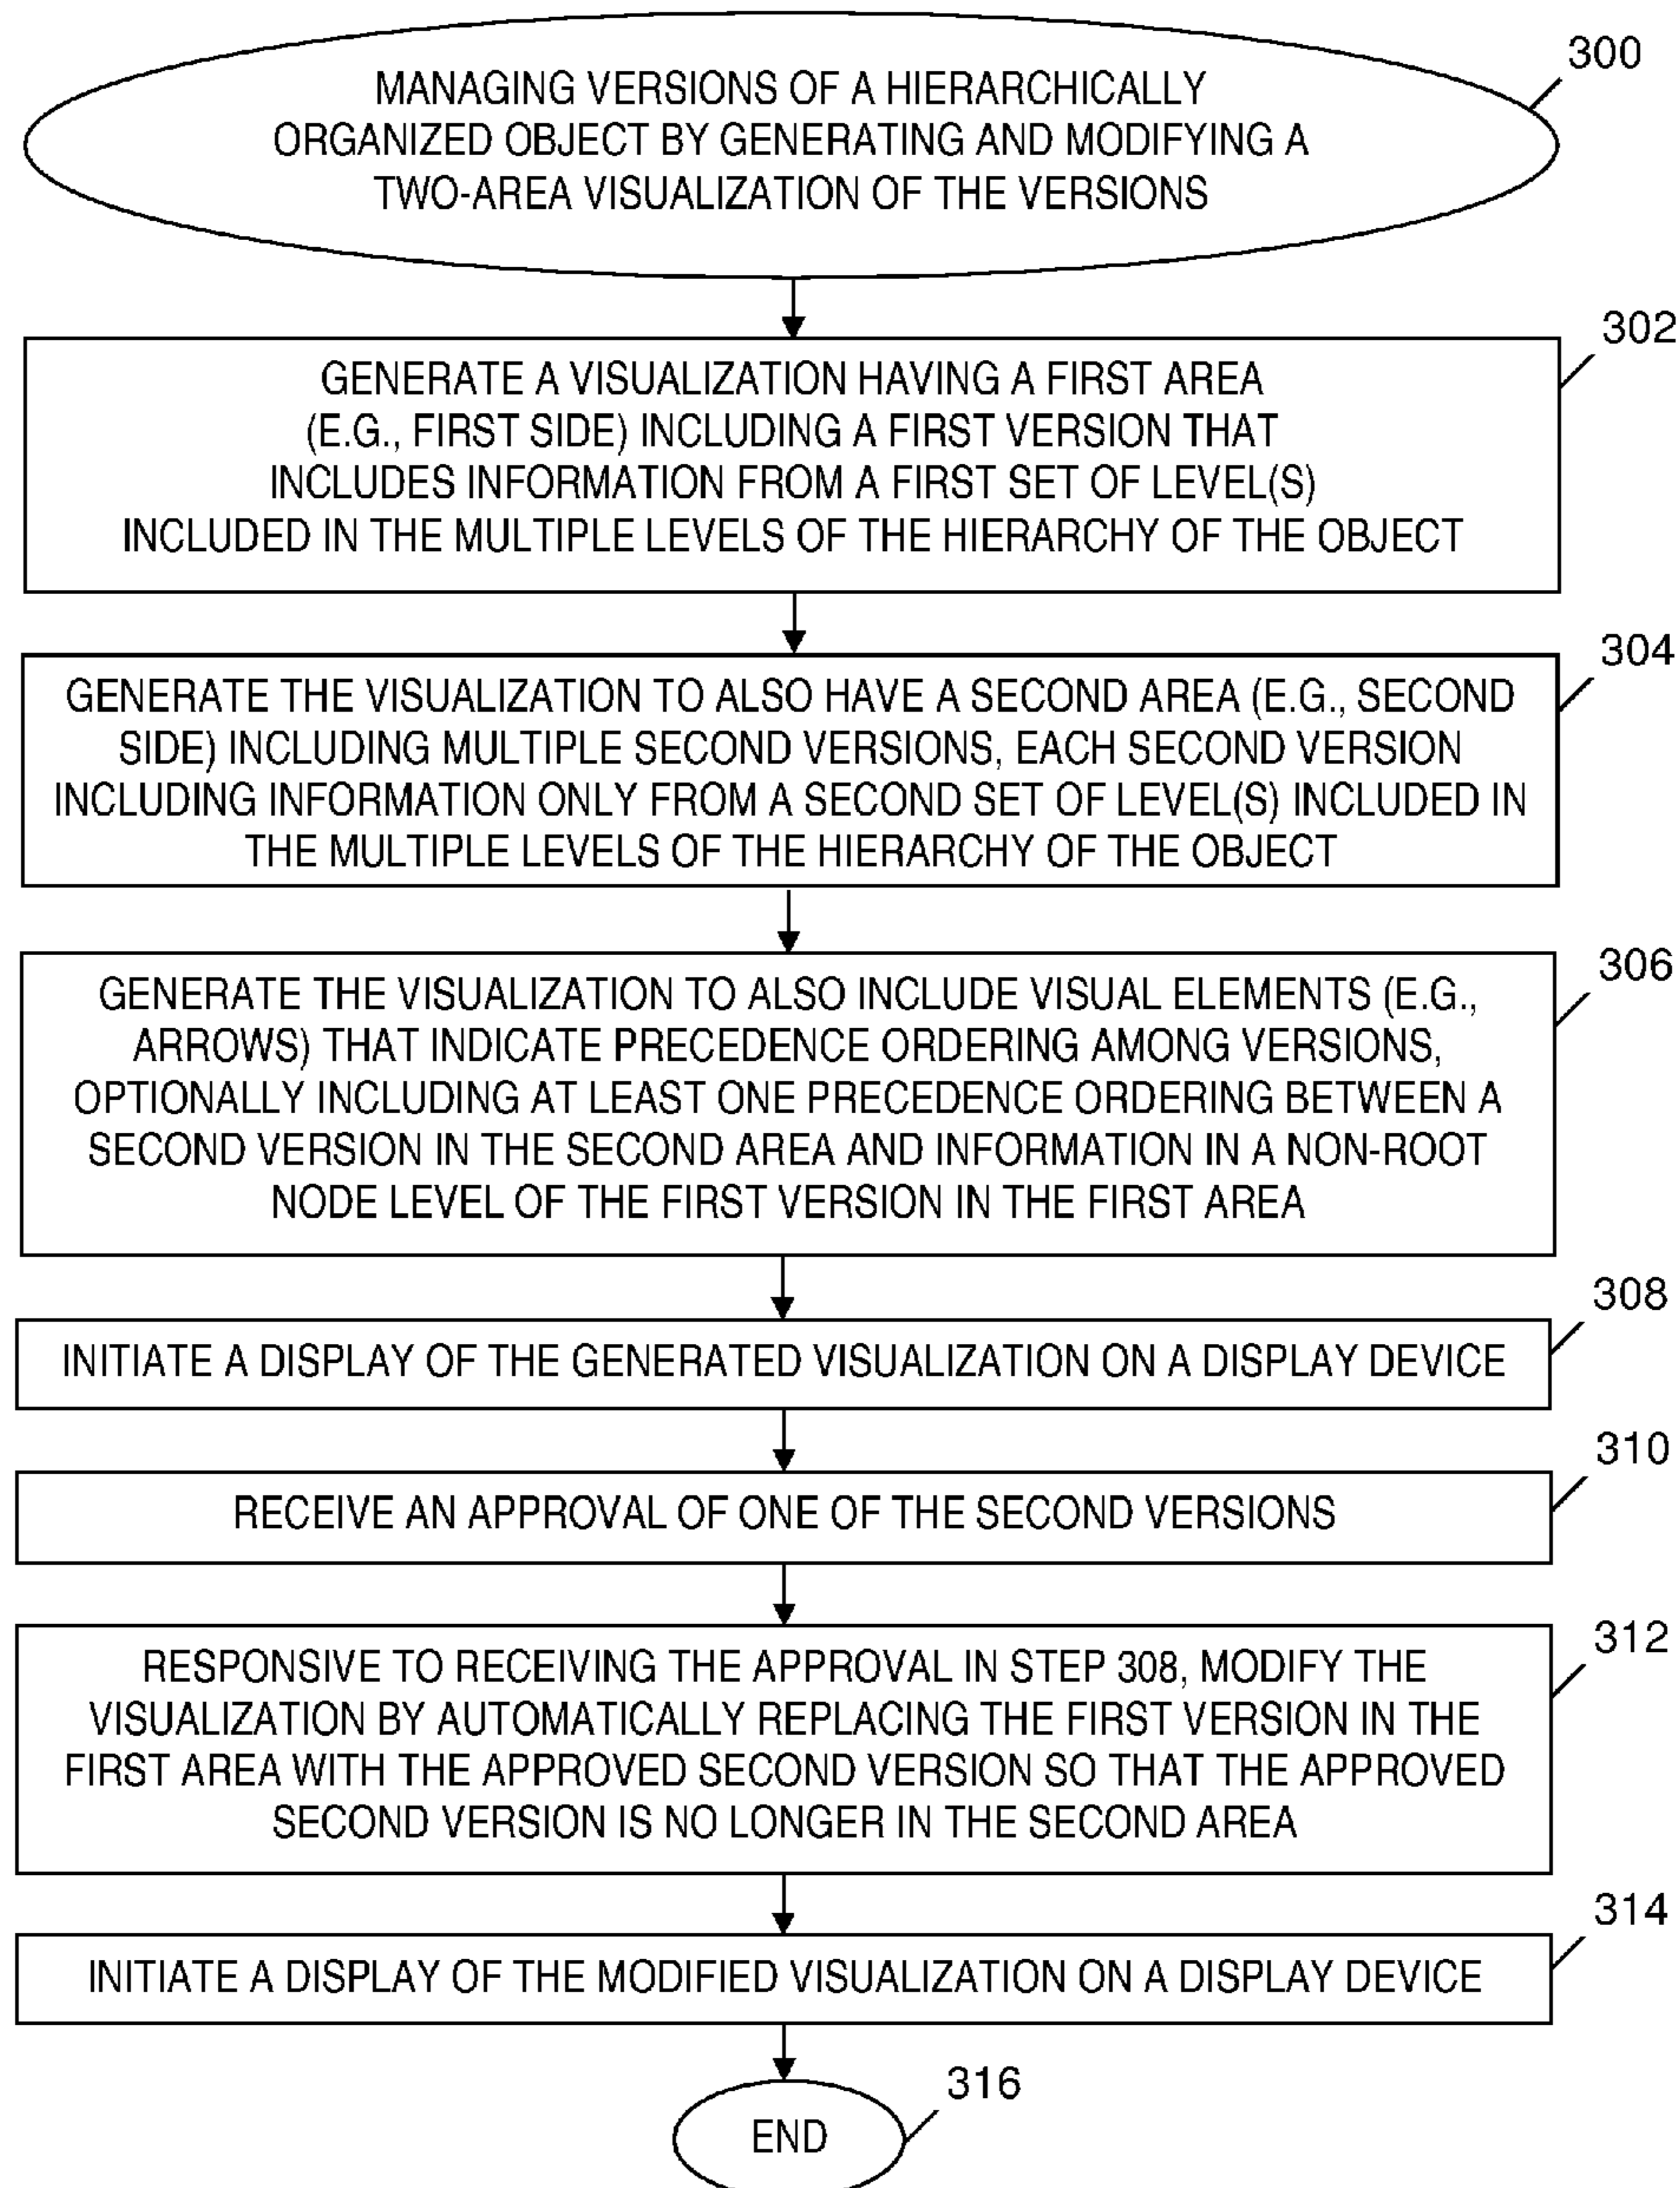 300
MANAGING VERSIONS OF A HIERARCHICALLY
ORGANIZED OBJECT BY GENERATING AND MODIFYING A
TWO-AREA VISUALIZATION OF THE VERSIONS
302
GENERATE A VISUALIZATION HAVING A FIRST AREA
(E.G., FIRST SIDE) INCLUDING A FIRST VERSION THAT
INCLUDES INFORMATION FROM A FIRST SET OF LEVEL(S)
INCLUDED IN THE MULTIPLE LEVELS OF THE HIERARCHY OF THE OBJECT
304
GENERATE THE VISUALIZATION TO ALSO HAVE A SECOND AREA (E.G., SECOND
SIDE) INCLUDING MULTIPLE SECOND VERSIONS, EACH SECOND VERSION
INCLUDING INFORMATION ONLY FROM A SECOND SET OF LEVEL(S) INCLUDED IN
THE MULTIPLE LEVELS OF THE HIERARCHY OF THE OBJECT
306
GENERATE THE VISUALIZATION TO ALSO INCLUDE VISUAL ELEMENTS (E.G.,
ARROWS) THAT INDICATE PRECEDENCE ORDERING AMONG VERSIONS,
OPTIONALLY INCLUDING AT LEAST ONE PRECEDENCE ORDERING BETWEEN A
SECOND VERSION IN THE SECOND AREA AND INFORMATION IN A NON-ROOT
NODE LEVEL OF THE FIRST VERSION IN THE FIRST AREA
308
INITIATE A DISPLAY OF THE GENERATED VISUALIZATION ON A DISPLAY DEVICE
310
RECEIVE AN APPROVAL OF ONE OF THE SECOND VERSIONS
312
RESPONSIVE TO RECEIVING THE APPROVAL IN STEP 308, MODIFY THE
VISUALIZATION BY AUTOMATICALLY REPLACING THE FIRST VERSION IN THE
FIRST AREA WITH THE APPROVED SECOND VERSION SO THAT THE APPROVED
SECOND VERSION IS NO LONGER IN THE SECOND AREA
314
INITIATE A DISPLAY OF THE MODIFIED VISUALIZATION ON A DISPLAY DEVICE
316
END